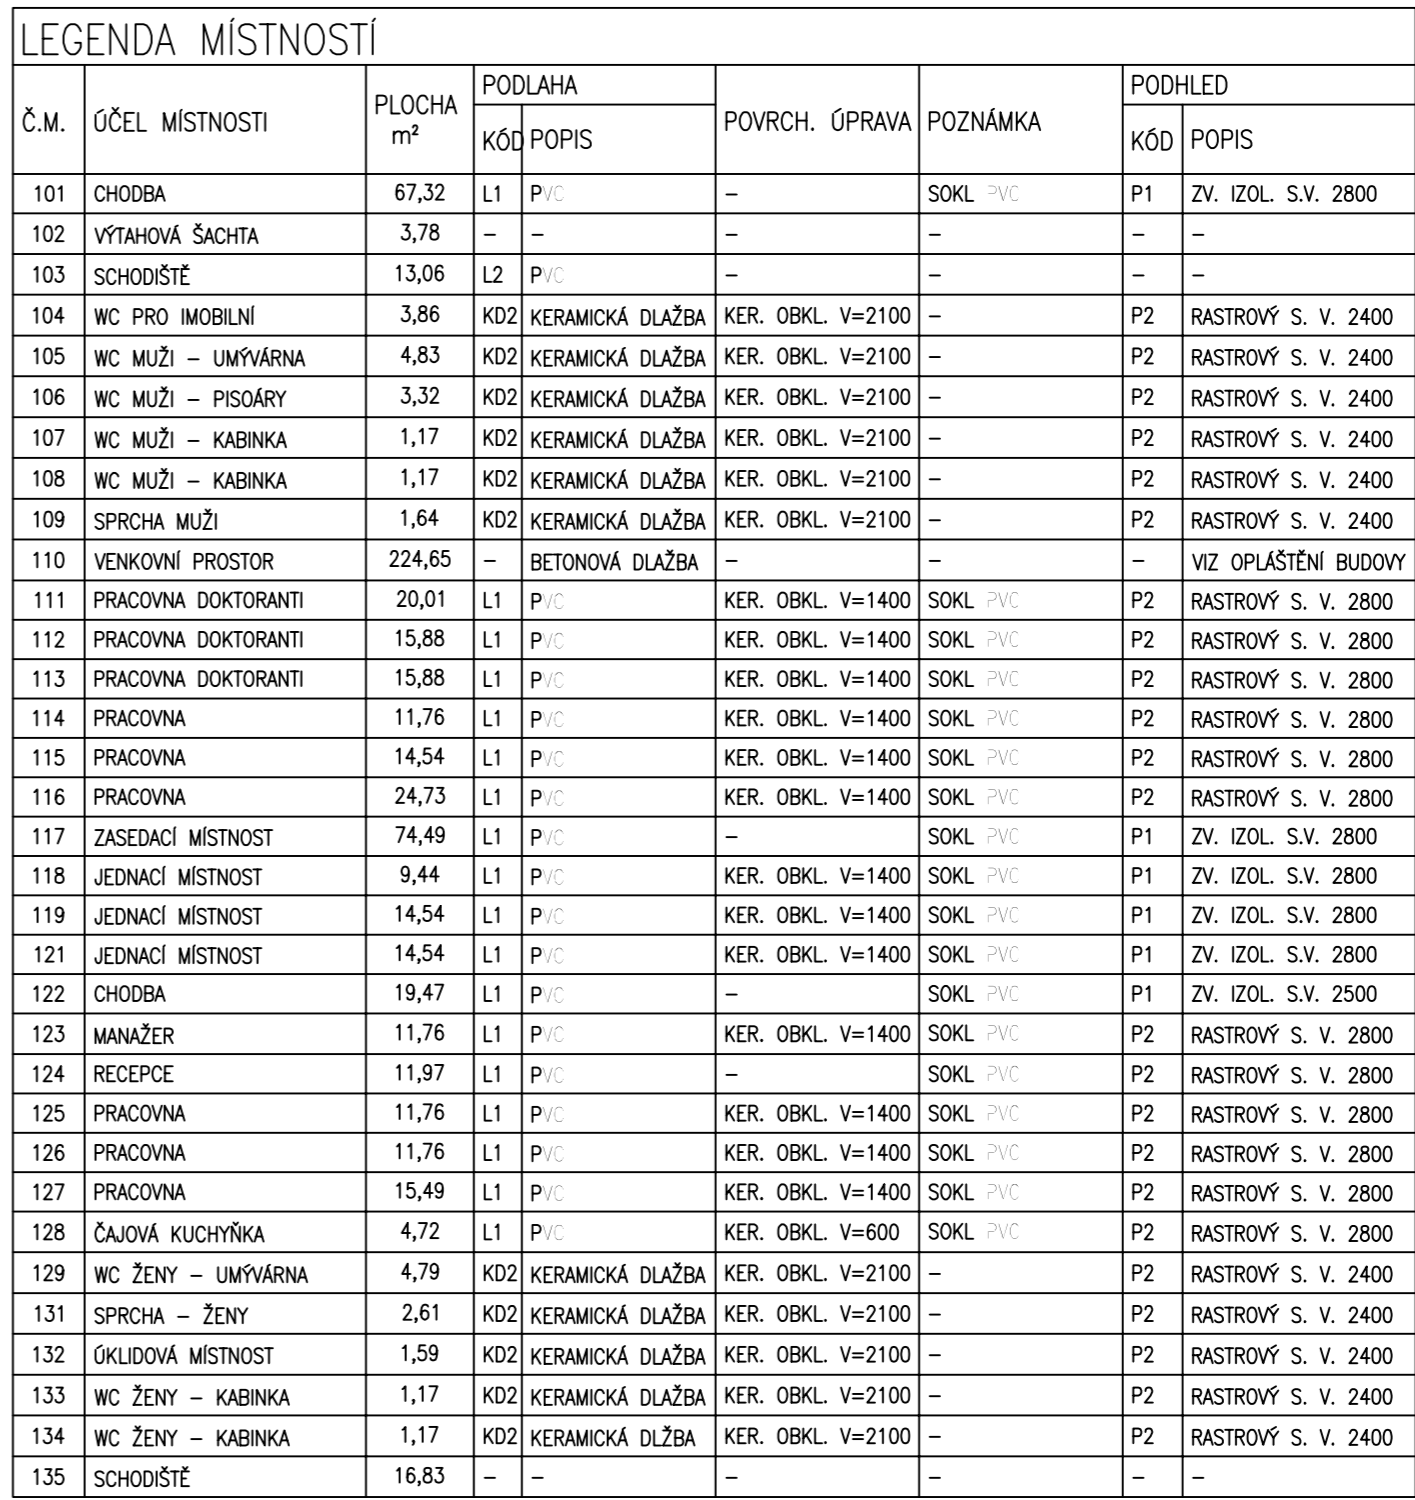 LEGENDA MÍSTNOSTÍ
Č.M. ÚČEL MÍSTNOSTI PLOCHA m² PODLAHA POVRCH. ÚPRAVA POZNÁMKA PODHLED
KÓD POPIS KÓD POPIS
101 CHODBA 67,32 L1 PVC – SOKL PVC P1 ZV. IZOL. S.V. 2800
102 VÝTAHOVÁ ŠACHTA 3,78 – – – – – –
103 SCHODIŠTĚ 13,06 L2 PVC – – – –
104 WC PRO IMOBILNÍ 3,86 KD2 KERAMICKÁ DLAŽBA KER. OBKL. V=2100 – P2 RASTROVÝ S. V. 2400
105 WC MUŽI – UMÝVÁRNA 4,83 KD2 KERAMICKÁ DLAŽBA KER. OBKL. V=2100 – P2 RASTROVÝ S. V. 2400
106 WC MUŽI – PISOÁRY 3,32 KD2 KERAMICKÁ DLAŽBA KER. OBKL. V=2100 – P2 RASTROVÝ S. V. 2400
107 WC MUŽI – KABINKA 1,17 KD2 KERAMICKÁ DLAŽBA KER. OBKL. V=2100 – P2 RASTROVÝ S. V. 2400
108 WC MUŽI – KABINKA 1,17 KD2 KERAMICKÁ DLAŽBA KER. OBKL. V=2100 – P2 RASTROVÝ S. V. 2400
109 SPRCHA MUŽI 1,64 KD2 KERAMICKÁ DLAŽBA KER. OBKL. V=2100 – P2 RASTROVÝ S. V. 2400
110 VENKOVNÍ PROSTOR 224,65 – BETONOVÁ DLAŽBA – – – VIZ OPLÁŠTĚNÍ BUDOVY
111 PRACOVNA DOKTORANTI 20,01 L1 PVC KER. OBKL. V=1400 SOKL PVC P2 RASTROVÝ S. V. 2800
112 PRACOVNA DOKTORANTI 15,88 L1 PVC KER. OBKL. V=1400 SOKL PVC P2 RASTROVÝ S. V. 2800
113 PRACOVNA DOKTORANTI 15,88 L1 PVC KER. OBKL. V=1400 SOKL PVC P2 RASTROVÝ S. V. 2800
114 PRACOVNA 11,76 L1 PVC KER. OBKL. V=1400 SOKL PVC P2 RASTROVÝ S. V. 2800
115 PRACOVNA 14,54 L1 PVC KER. OBKL. V=1400 SOKL PVC P2 RASTROVÝ S. V. 2800
116 PRACOVNA 24,73 L1 PVC KER. OBKL. V=1400 SOKL PVC P2 RASTROVÝ S. V. 2800
117 ZASEDACÍ MÍSTNOST 74,49 L1 PVC – SOKL PVC P1 ZV. IZOL. S.V. 2800
118 JEDNACÍ MÍSTNOST 9,44 L1 PVC KER. OBKL. V=1400 SOKL PVC P1 ZV. IZOL. S.V. 2800
119 JEDNACÍ MÍSTNOST 14,54 L1 PVC KER. OBKL. V=1400 SOKL PVC P1 ZV. IZOL. S.V. 2800
121 JEDNACÍ MÍSTNOST 14,54 L1 PVC KER. OBKL. V=1400 SOKL PVC P1 ZV. IZOL. S.V. 2800
122 CHODBA 19,47 L1 PVC – SOKL PVC P1 ZV. IZOL. S.V. 2500
123 MANAŽER 11,76 L1 PVC KER. OBKL. V=1400 SOKL PVC P2 RASTROVÝ S. V. 2800
124 RECEPCE 11,97 L1 PVC – SOKL PVC P2 RASTROVÝ S. V. 2800
125 PRACOVNA 11,76 L1 PVC KER. OBKL. V=1400 SOKL PVC P2 RASTROVÝ S. V. 2800
126 PRACOVNA 11,76 L1 PVC KER. OBKL. V=1400 SOKL PVC P2 RASTROVÝ S. V. 2800
127 PRACOVNA 15,49 L1 PVC KER. OBKL. V=1400 SOKL PVC P2 RASTROVÝ S. V. 2800
128 ČAJOVÁ KUCHYŇKA 4,72 L1 PVC KER. OBKL. V=600 SOKL PVC P2 RASTROVÝ S. V. 2800
129 WC ŽENY – UMÝVÁRNA 4,79 KD2 KERAMICKÁ DLAŽBA KER. OBKL. V=2100 – P2 RASTROVÝ S. V. 2400
131 SPRCHA – ŽENY 2,61 KD2 KERAMICKÁ DLAŽBA KER. OBKL. V=2100 – P2 RASTROVÝ S. V. 2400
132 ÚKLIDOVÁ MÍSTNOST 1,59 KD2 KERAMICKÁ DLAŽBA KER. OBKL. V=2100 – P2 RASTROVÝ S. V. 2400
133 WC ŽENY – KABINKA 1,17 KD2 KERAMICKÁ DLAŽBA KER. OBKL. V=2100 – P2 RASTROVÝ S. V. 2400
134 WC ŽENY – KABINKA 1,17 KD2 KERAMICKÁ DLŽBA KER. OBKL. V=2100 – P2 RASTROVÝ S. V. 2400
135 SCHODIŠTĚ 16,83 – – – – – –